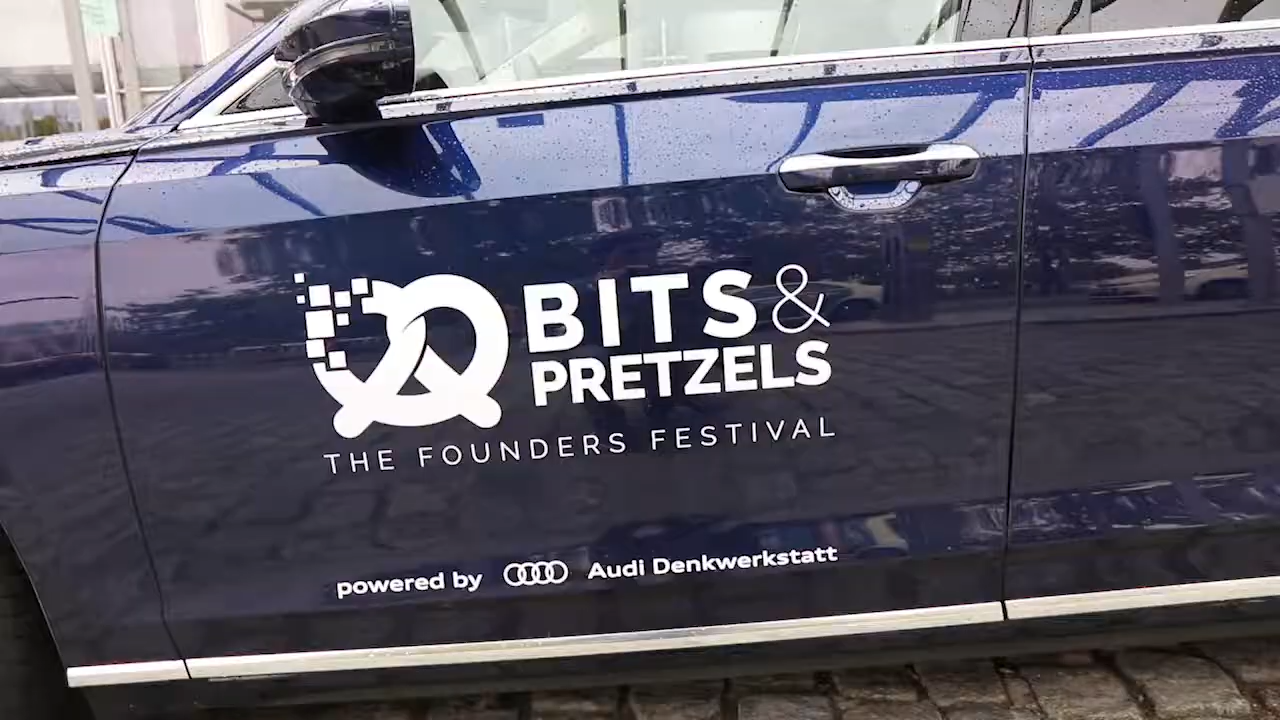 BITS &
PRETZELS
THE FOUNDERS FESTIVAL
powered by Audi Denkwerkstatt